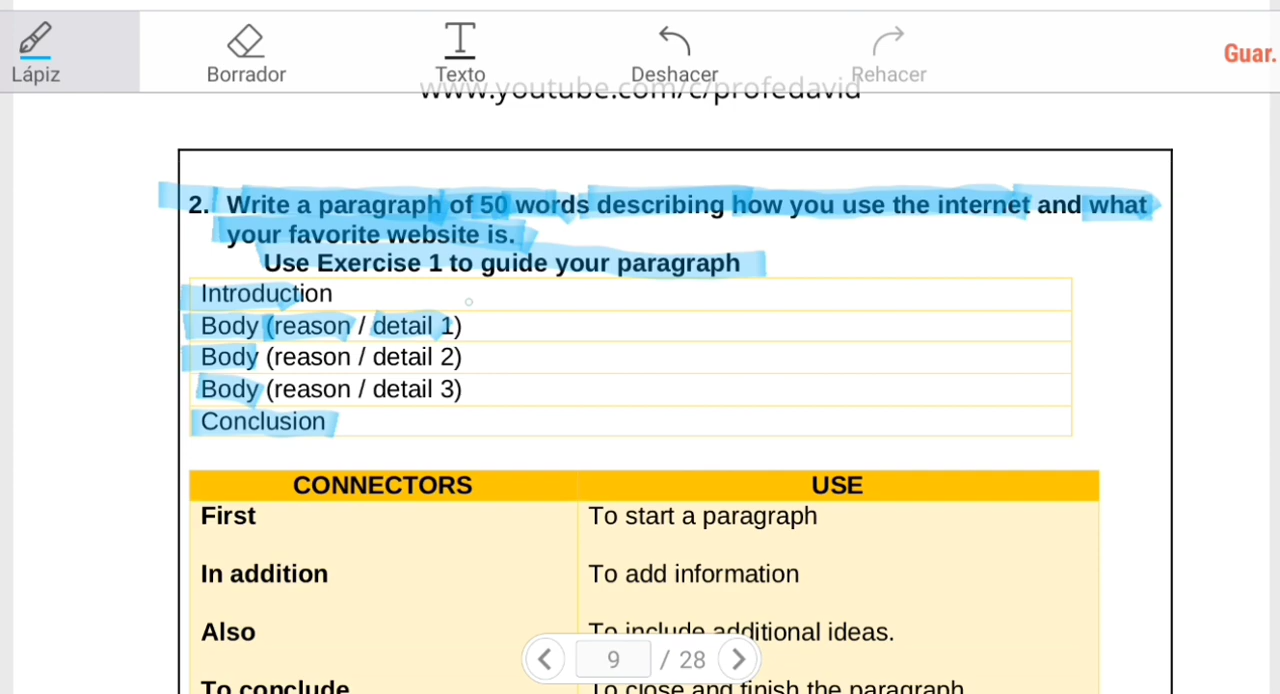 Lápiz
Borrador
Texto
Deshacer
Rehacer
Guar.
www.youtube.com/c/profedavid
2. Write a paragraph of 50 words describing how you use the internet and what
your favorite website is.
Use Exercise 1 to guide your paragraph
Introduction
Body (reason / detail 1)
Body (reason / detail 2)
Body (reason / detail 3)
Conclusion
CONNECTORS USE
First To start a paragraph
In addition To add information
Also To include additional ideas.
To conclude To close and finish the paragraph
9 / 28